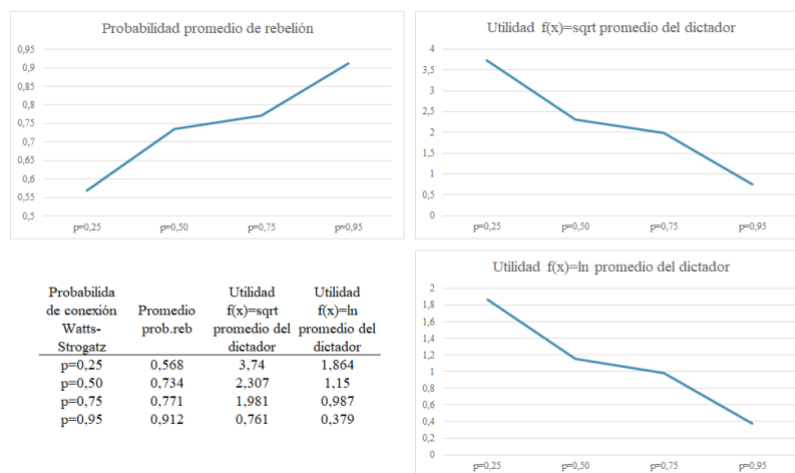 Probabilidad promedio de rebelión
0,95
0,9
0,85
0,8
0,75
0,7
0,65
0,6
0,55
0,5
p=0,25 p=0,50 p=0,75 p=0,95
Utilidad f(x)=sqrt promedio del dictador
4
3,5
3
2,5
2
1,5
1
0,5
0
p=0,25 p=0,50 p=0,75 p=0,95
Probabilida de conexión Watts-Strogatz
Promedio prob.reb
Utilidad f(x)=sqrt promedio del dictador
Utilidad f(x)=ln promedio del dictador
p=0,25 0,568 3,74 1,864
p=0,50 0,734 2,307 1,15
p=0,75 0,771 1,981 0,987
p=0,95 0,912 0,761 0,379
Utilidad f(x)=ln promedio del dictador
2
1,8
1,6
1,4
1,2
1
0,8
0,6
0,4
0,2
0
p=0,25 p=0,50 p=0,75 p=0,95